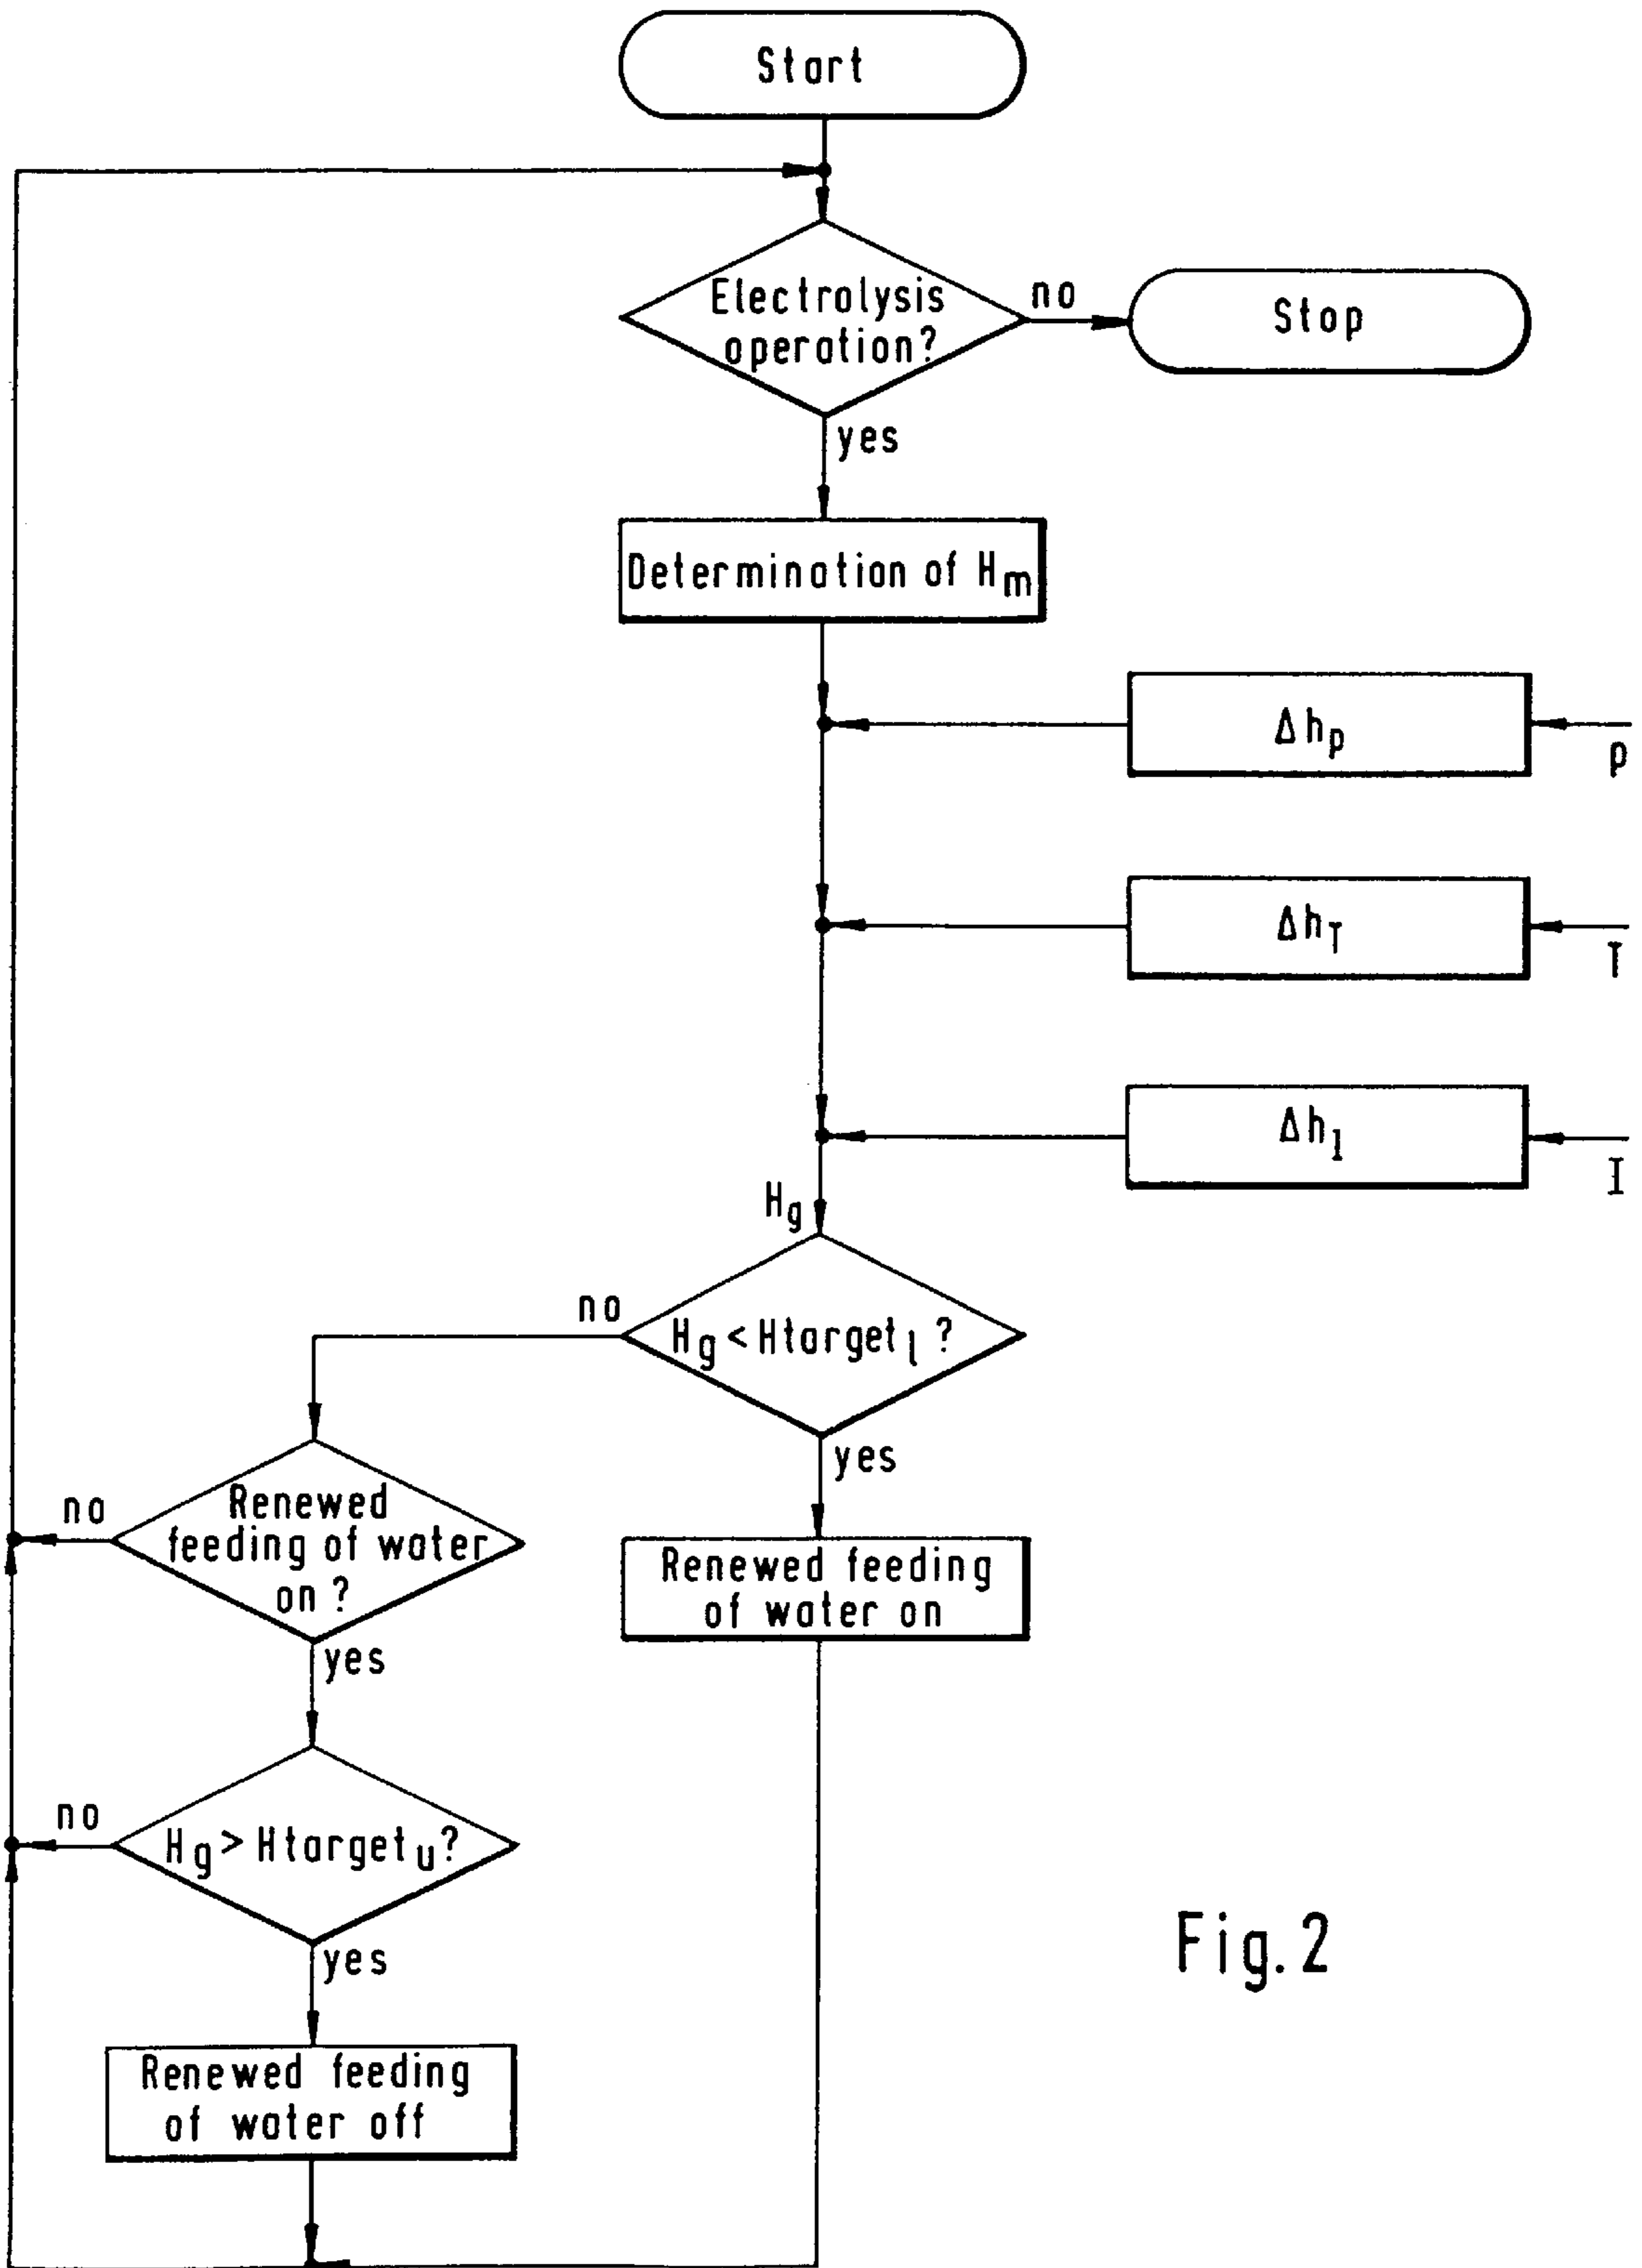 Start
Electrolysis
operation?
no
Stop
yes
Determination of Hm
Δhp
p
ΔhT
T
ΔhI
I
Hg
no
Hg < Htargetl ?
yes
no
Renewed
feeding of water
on ?
Renewed feeding
of water on
yes
no
Hg > Htargetu?
yes
Renewed feeding
of water off
Fig. 2